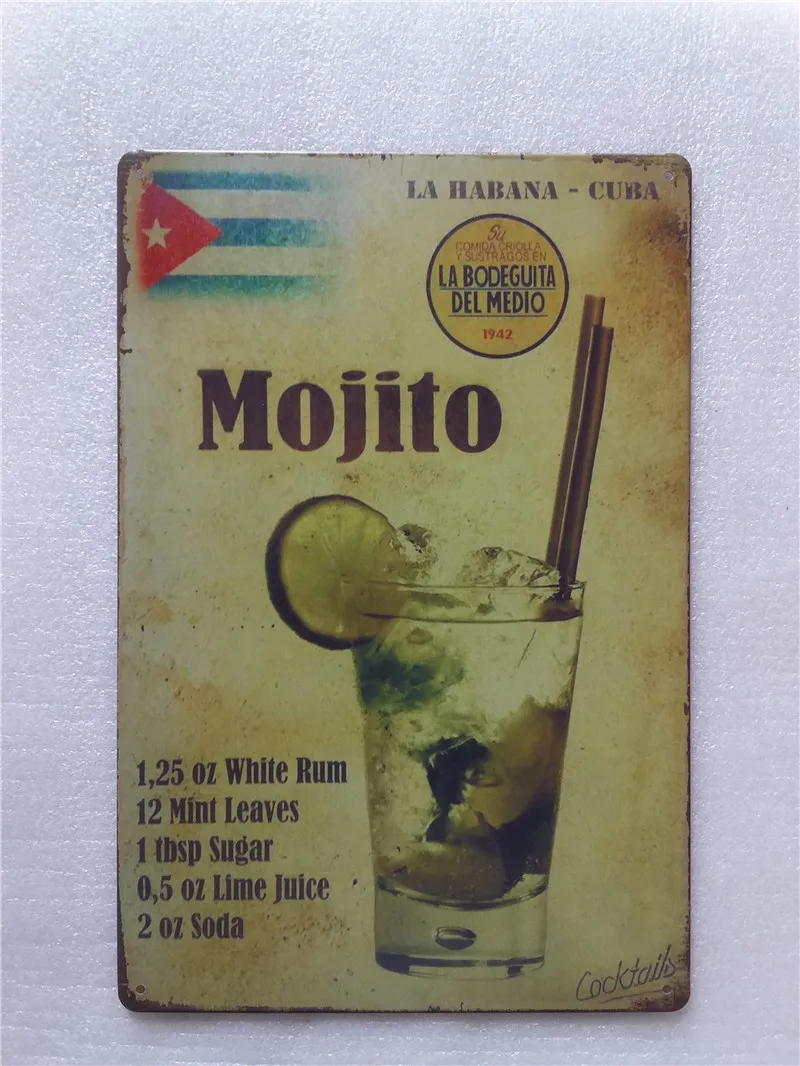 LA HABANA - CUBA
Su
COMIDA CRIOLLA
Y SUSTRAGOS EN
LA BODEGUITA
DEL MEDIO
1942
Mojito
1,25 oz White Rum
12 Mint Leaves
1 tbsp Sugar
0,5 oz Lime Juice
2 oz Soda
Cocktails